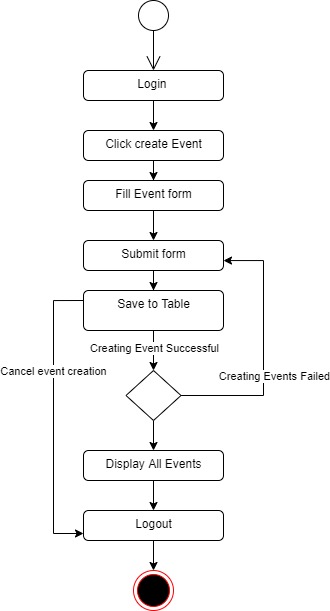 Login
Click create Event
Fill Event form
Submit form
Save to Table
Creating Event Successful
Cancel event creation
Creating Events Failed
Display All Events
Logout